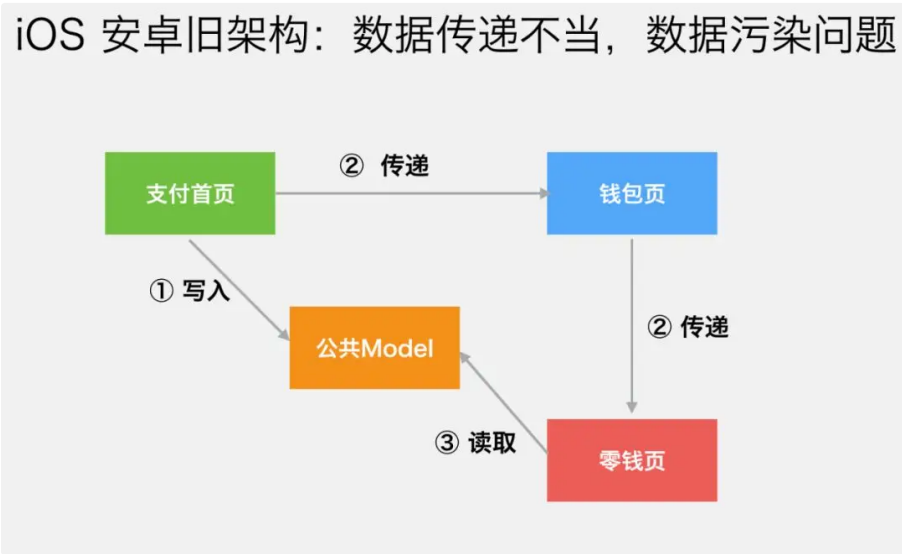 iOS 安卓旧架构：数据传递不当，数据污染问题
② 传递
支付首页
钱包页
① 写入
② 传递
公共Model
③ 读取
零钱页